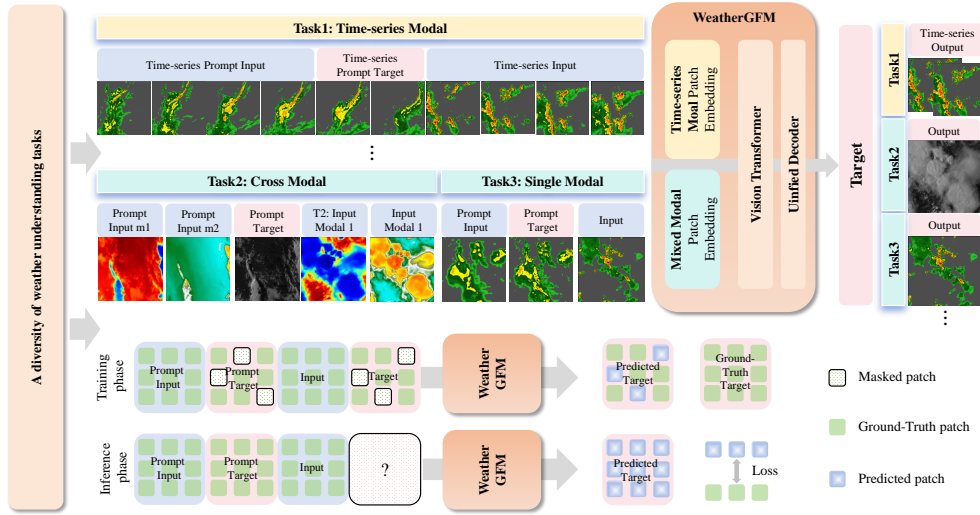 A diversity of weather understanding tasks
Task1: Time-series Modal
Time-series Prompt Input
Time-series
Prompt Target
Time-series Input
...
Task2: Cross Modal
Task3: Single Modal
Prompt
Input m1
Prompt
Input m2
Prompt
Target
T2: Input
Modal 1
Input
Modal 1
Prompt
Input
Prompt
Target
Input
WeatherGFM
Time-series
Moal Patch
Embedding
Mixed Modal
Patch
Embedding
Vision Transformer
Uinfied Decoder
Target
Task1
Task2
Task3
Time-series
Output
Output
Output
...
Training
phase
Prompt
Input
Prompt
Target
Input
Target
Weather
GFM
Predicted
Target
Ground-
Truth
Target
Inference
phase
Prompt
Input
Prompt
Target
Input
?
Weather
GFM
Predicted
Target
Loss
Masked patch
Ground-Truth patch
Predicted patch